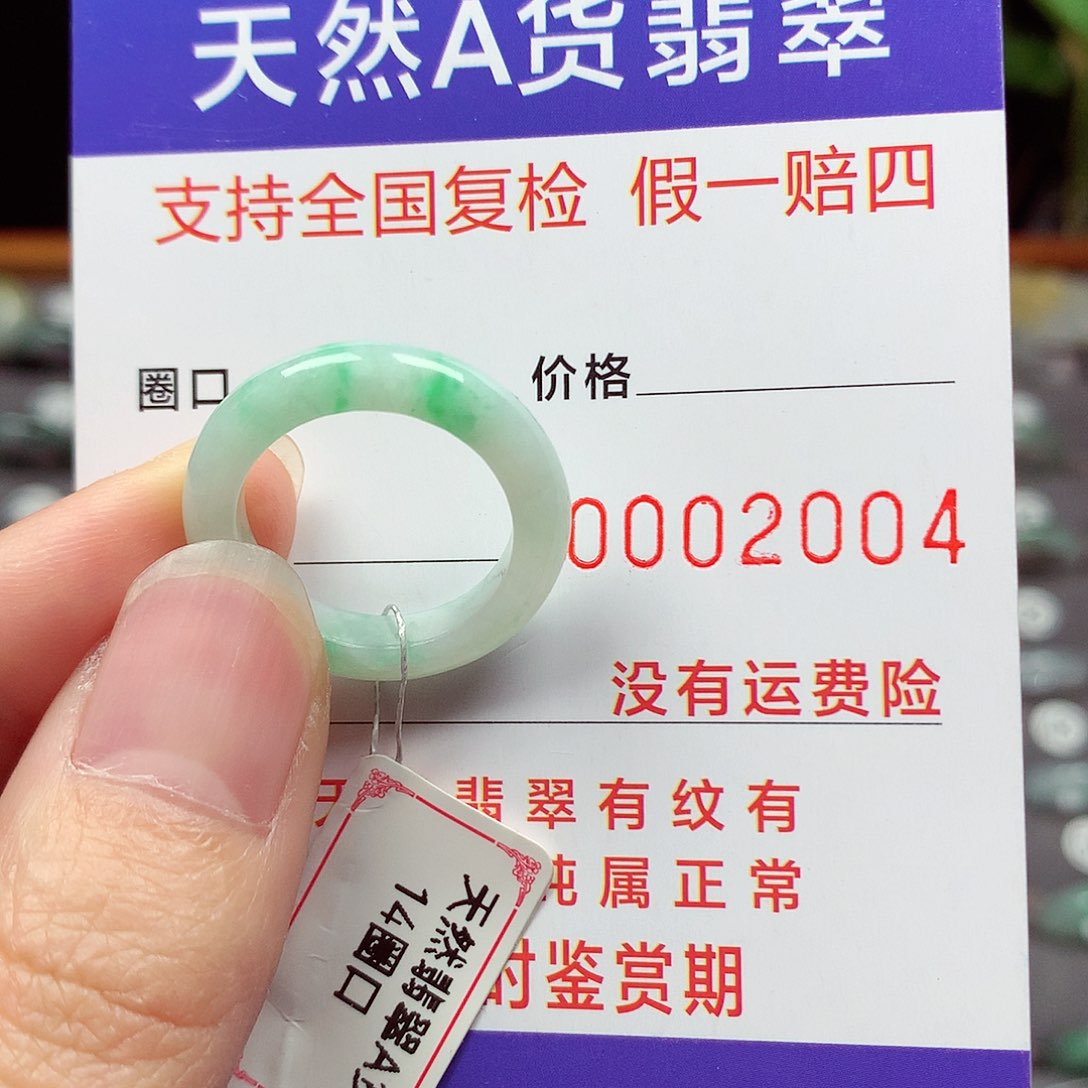 天然A货翡翠
支持全国复检 假一赔四
圈口
价格
0002004
没有运费险
翡翠有纹有
纯属正常
时鉴赏期
天然翡翠A
14圈口